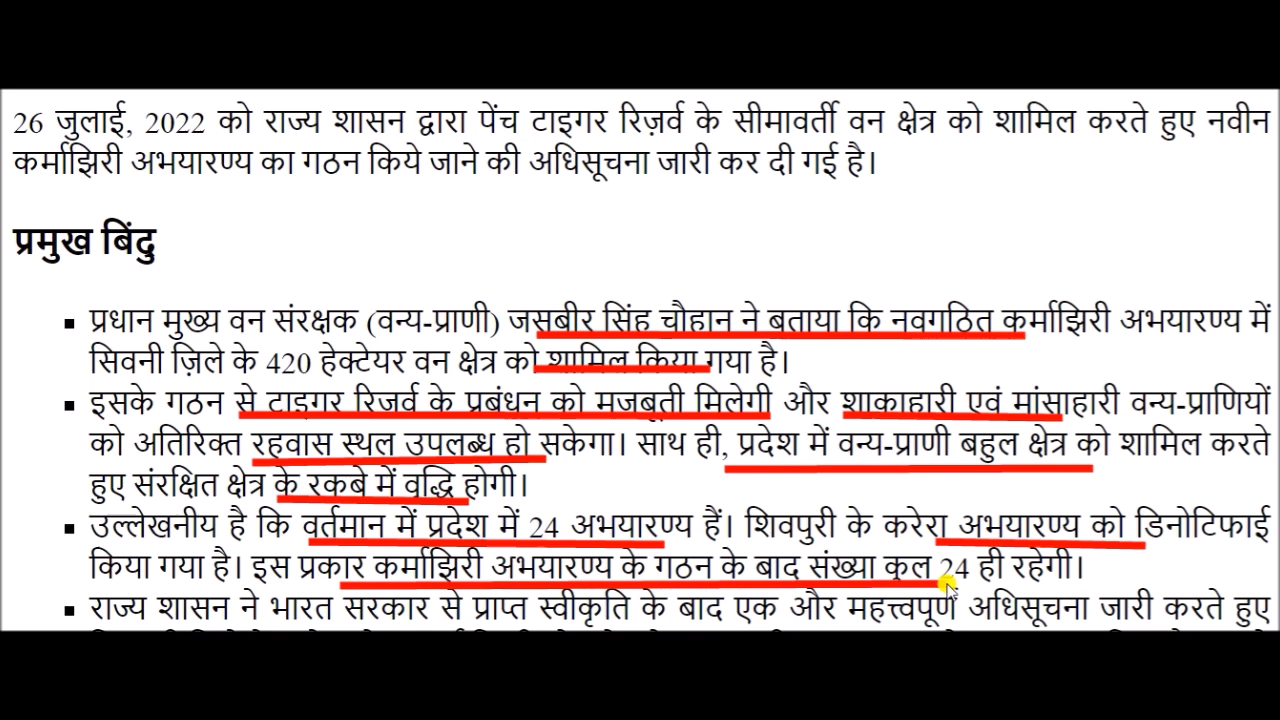 26 जुलाई, 2022 को राज्य शासन द्वारा पेंच टाइगर रिज़र्व के सीमावर्ती वन क्षेत्र को शामिल करते हुए नवीन
कर्माझिरी अभयारण्य का गठन किये जाने की अधिसूचना जारी कर दी गई है।
प्रमुख बिंदु
▪ प्रधान मुख्य वन संरक्षक (वन्य-प्राणी) जसबीर सिंह चौहान ने बताया कि नवगठित कर्माझिरी अभयारण्य में
सिवनी ज़िले के 420 हेक्टेयर वन क्षेत्र को शामिल किया गया है।
▪ इसके गठन से टाइगर रिज़र्व के प्रबंधन को मजबूती मिलेगी और शाकाहारी एवं मांसाहारी वन्य-प्राणियों
को अतिरिक्त रहवास स्थल उपलब्ध हो सकेगा। साथ ही, प्रदेश में वन्य-प्राणी बहुल क्षेत्र को शामिल करते
हुए संरक्षित क्षेत्र के रकबे में वृद्धि होगी।
▪ उल्लेखनीय है कि वर्तमान में प्रदेश में 24 अभयारण्य हैं। शिवपुरी के करेरा अभयारण्य को डिनोटिफाई
किया गया है। इस प्रकार कर्माझिरी अभयारण्य के गठन के बाद संख्या कुल 24 ही रहेगी।
▪ राज्य शासन ने भारत सरकार से प्राप्त स्वीकृति के बाद एक और महत्त्वपूर्ण अधिसूचना जारी करते हुए